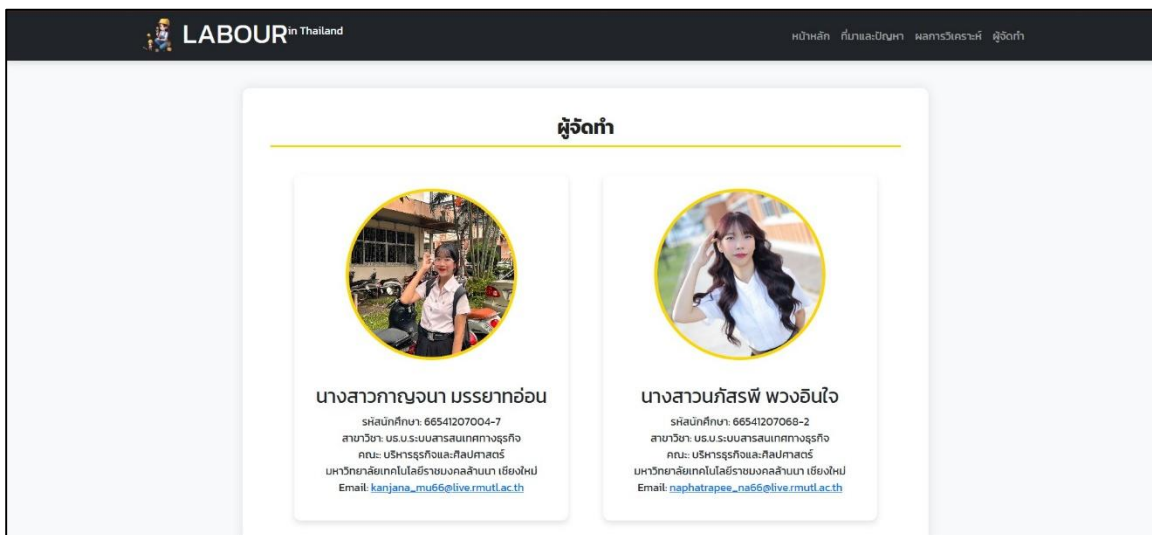 LABOUR in Thailand
หน้าหลัก ที่มาและปัญหา ผลการวิเคราะห์ ผู้จัดทำ
ผู้จัดทำ
นางสาวกาญจนา มรรยาทอ่อน
รหัสนักศึกษา: 66541207004-7
สาขาวิชา: บธ.บ.ระบบสารสนเทศทางธุรกิจ
คณะ: บริหารธุรกิจและศิลปศาสตร์
มหาวิทยาลัยเทคโนโลยีราชมงคลล้านนา เชียงใหม่
Email: kanjana_mu66@live.rmutl.ac.th
นางสาวนภัสรพี พวงอินใจ
รหัสนักศึกษา: 66541207068-2
สาขาวิชา: บธ.บ.ระบบสารสนเทศทางธุรกิจ
คณะ: บริหารธุรกิจและศิลปศาสตร์
มหาวิทยาลัยเทคโนโลยีราชมงคลล้านนา เชียงใหม่
Email: naphatrapee_na66@live.rmutl.ac.th